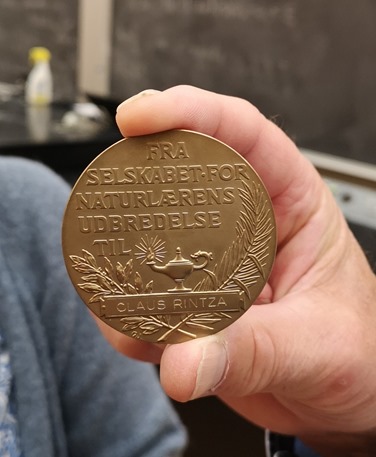 FRA
SELSKABET·FOR
NATURLÆRENS
UDBREDELSE
TIL
CLAUS RINTZA